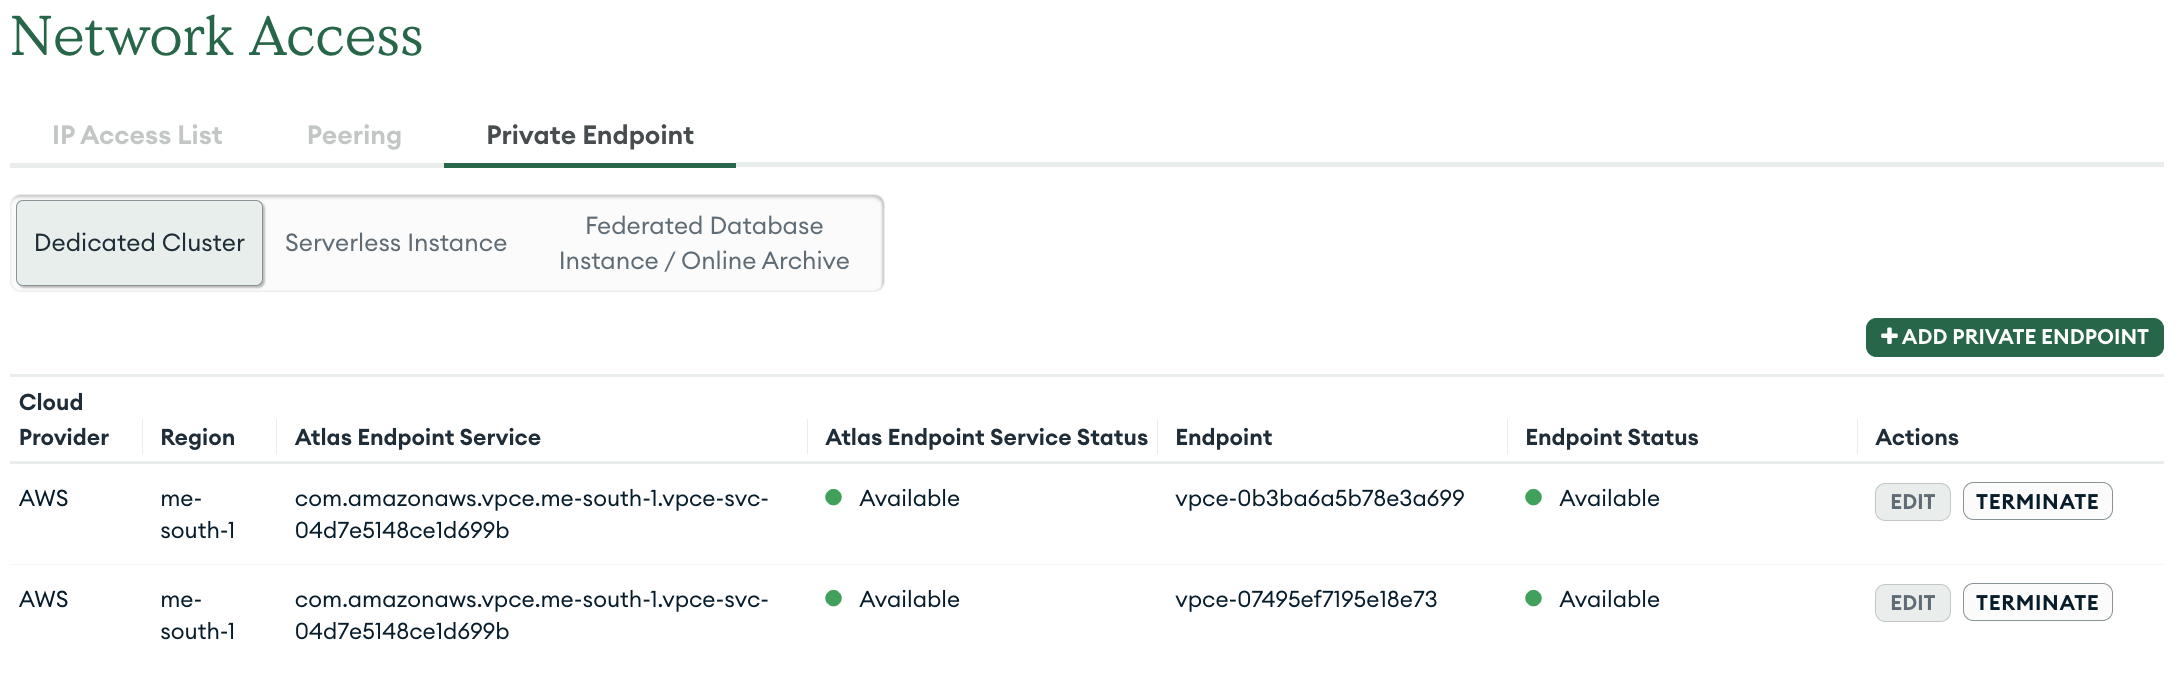 Network Access
IP Access List
Peering
Private Endpoint
Dedicated Cluster
Serverless Instance
Federated Database
Instance / Online Archive
+ ADD PRIVATE ENDPOINT
Cloud
Provider
Region
Atlas Endpoint Service
Atlas Endpoint Service Status
Endpoint
Endpoint Status
Actions
AWS
me-
south-1
com.amazonaws.vpce.me-south-1.vpce-svc-
04d7e5148ce1d699b
Available
vpce-0b3ba6a5b78e3a699
Available
EDIT
TERMINATE
AWS
me-
south-1
com.amazonaws.vpce.me-south-1.vpce-svc-
04d7e5148ce1d699b
Available
vpce-07495ef7195e18e73
Available
EDIT
TERMINATE